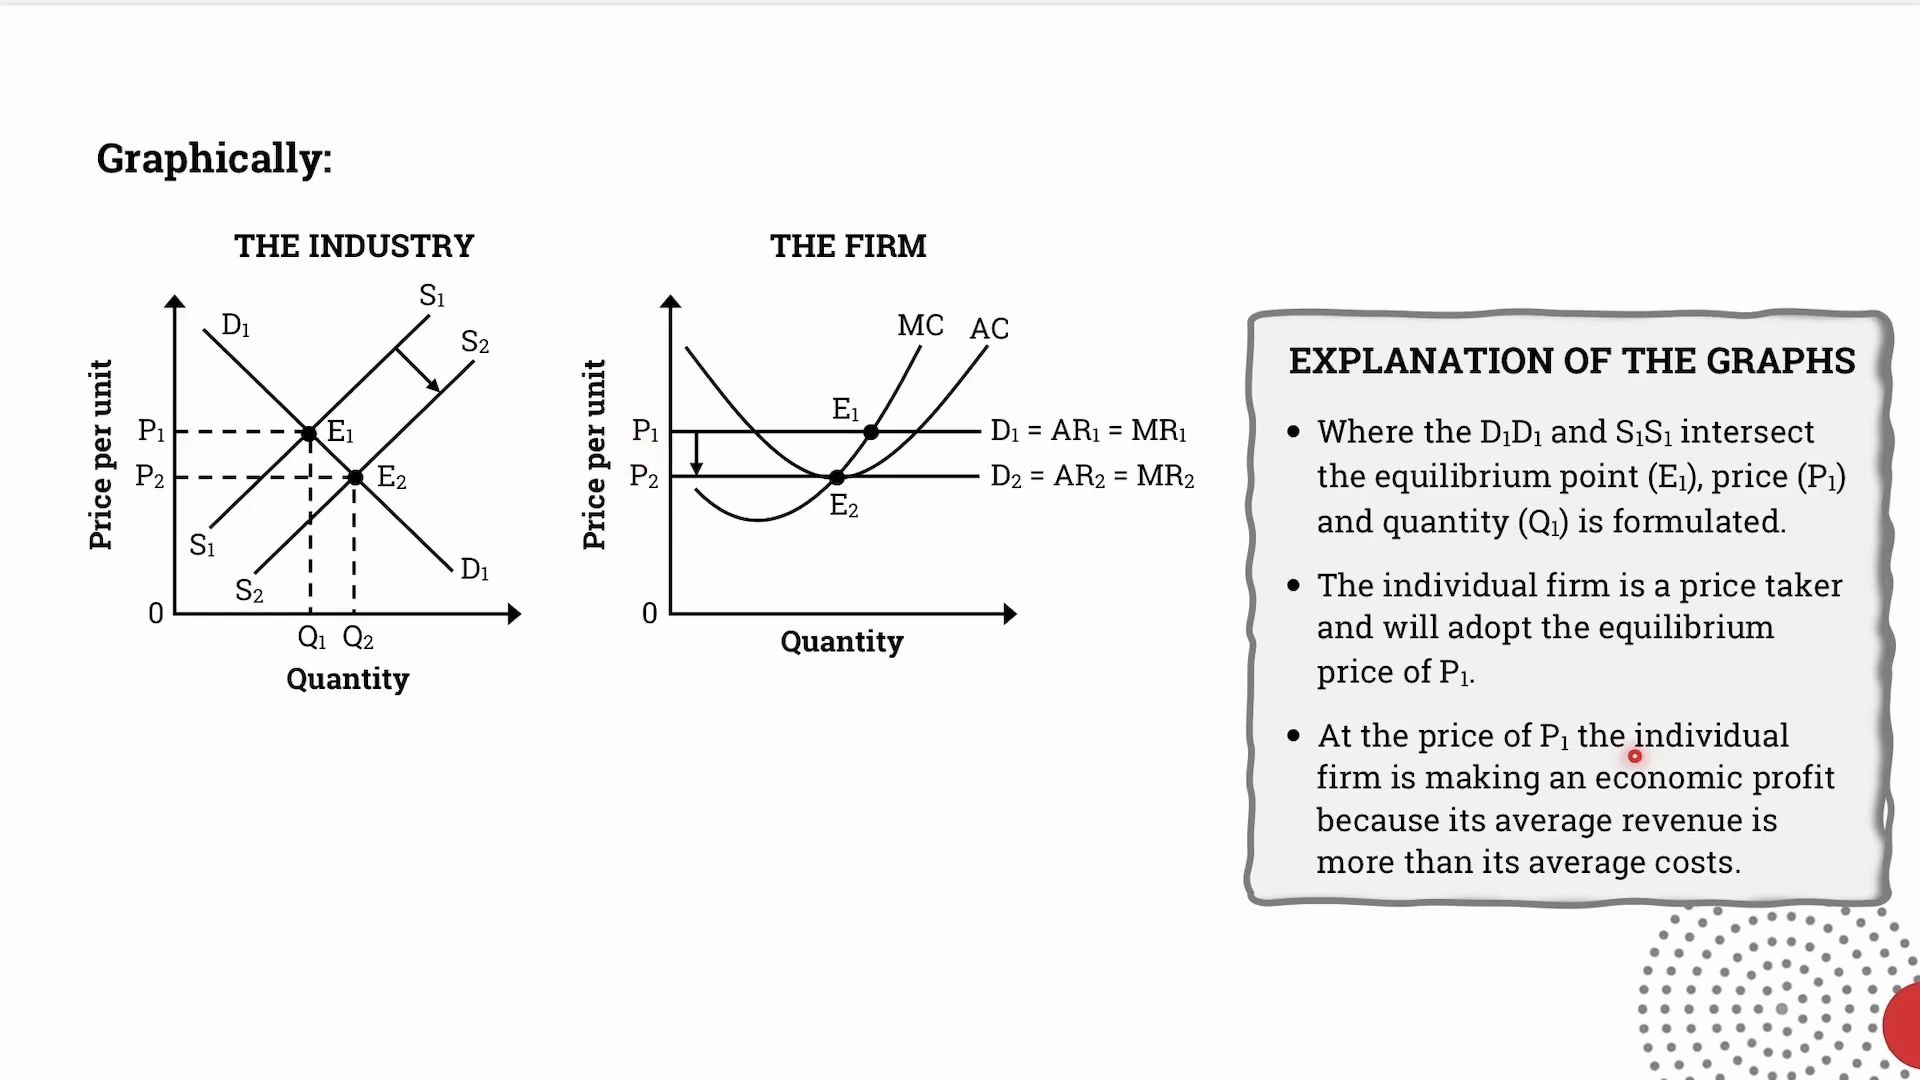 Graphically:
THE INDUSTRY
Price per unit
D₁
S₁
S₂
P₁
E₁
P₂
E₂
S₁
S₂
D₁
0
Q₁ Q₂
Quantity
THE FIRM
Price per unit
MC AC
E₁
P₁
D₁ = AR₁ = MR₁
P₂
D₂ = AR₂ = MR₂
E₂
0
Quantity
EXPLANATION OF THE GRAPHS
• Where the D₁D₁ and S₁S₁ intersect
the equilibrium point (E₁), price (P₁)
and quantity (Q₁) is formulated.
• The individual firm is a price taker
and will adopt the equilibrium
price of P₁.
• At the price of P₁ the individual
firm is making an economic profit
because its average revenue is
more than its average costs.